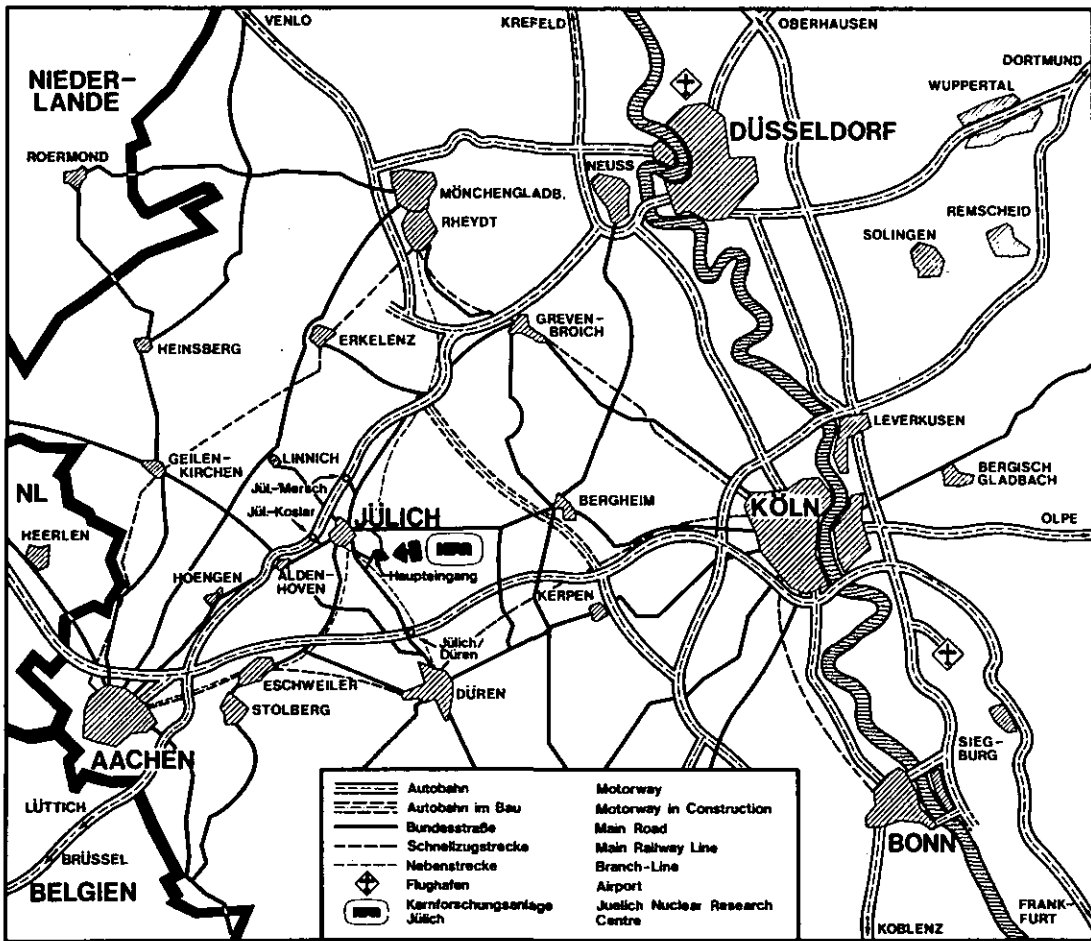 VENLO
KREFELD
OBERHAUSEN
DORTMUND
NIEDER-
LANDE
WUPPERTAL
DÜSSELDORF
ROERMOND
NEUSS
MÖNCHENGLADB.
RHEYDT
REMSCHEID
SOLINGEN
GREVEN-
BROICH
ERKELENZ
HEINSBERG
LEVERKUSEN
GEILEN-
KIRCHEN
LINNICH
BERGISCH
GLADBACH
NL
Jül.-Mersch
BERGHEIM
KÖLN
Jül.-Koslar
JÜLICH
OLPE
HEERLEN
KFA
Haupteingang
HOENGEN
ALDEN-
HOVEN
KERPEN
Jülich/
Düren
ESCHWEILER
DÜREN
STOLBERG
SIEG-
BURG
AACHEN
LÜTTICH
BRÜSSEL
BELGIEN
BONN
FRANK-
FURT
KOBLENZ
Autobahn Motorway
Autobahn im Bau Motorway in Construction
Bundesstraße Main Road
Schnellzugstrecke Main Railway Line
Nebenstrecke Branch-Line
Flughafen Airport
KFA Kernforschungsanlage Juelich Nuclear Research
Jülich Centre